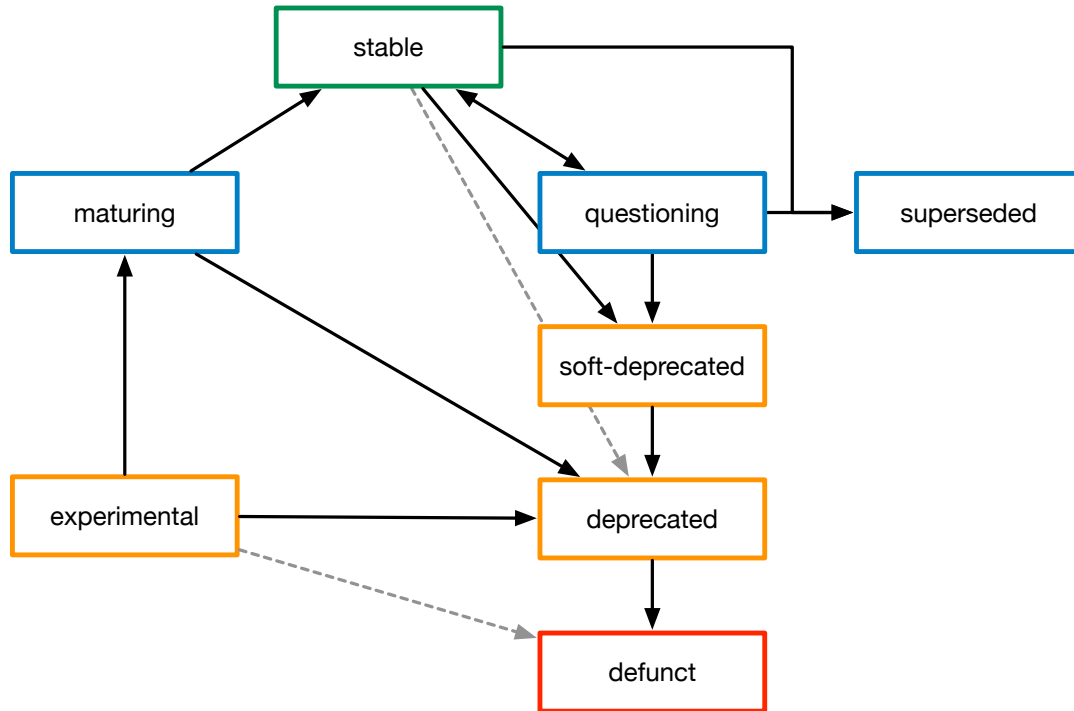 stable
maturing
questioning
superseded
soft-deprecated
experimental
deprecated
defunct